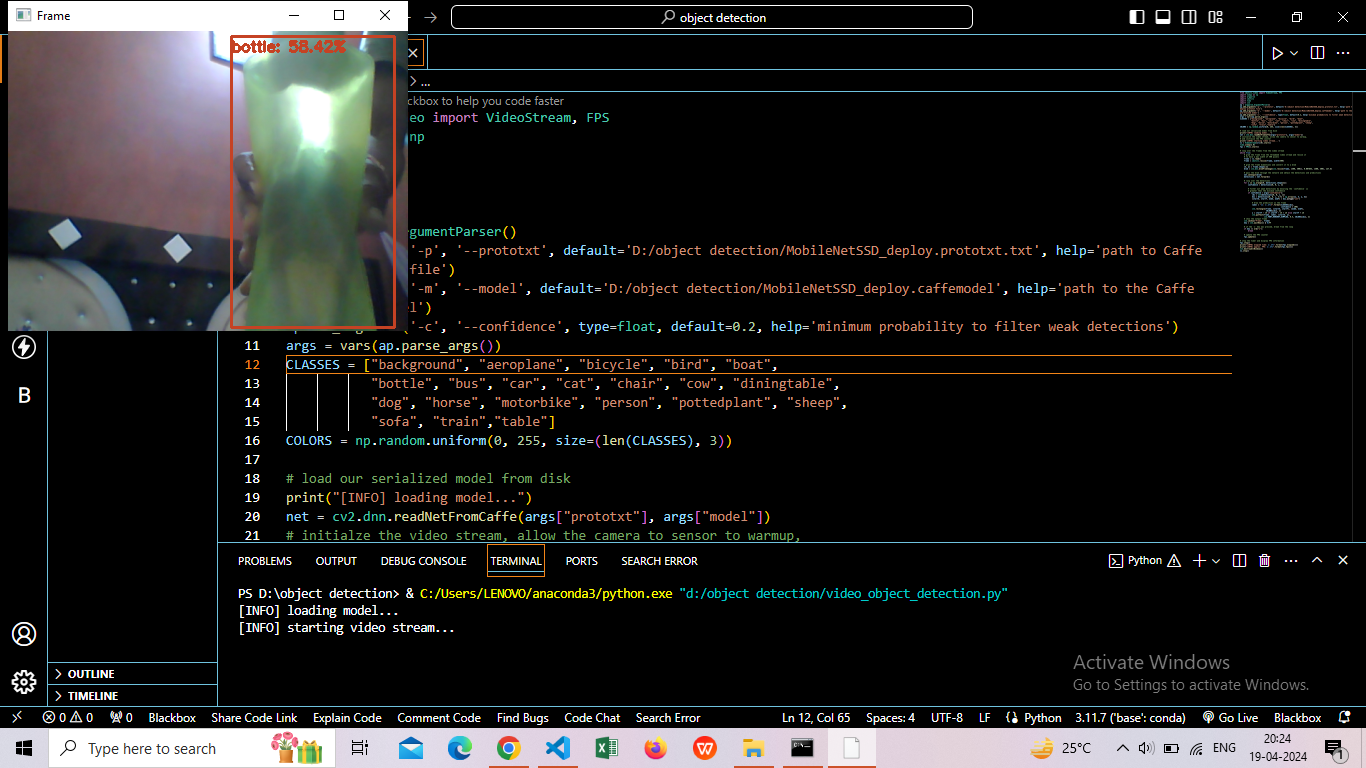 Frame
object detection
bottle: 58.42%
...
ckbox to help you code faster
eo import VideoStream, FPS
np
gumentParser()
'-p', '--prototxt', default='D:/object detection/MobileNetSSD_deploy.prototxt.txt', help='path to Caffe
file')
'-m', '--model', default='D:/object detection/MobileNetSSD_deploy.caffemodel', help='path to the Caffe
el')
'-c', '--confidence', type=float, default=0.2, help='minimum probability to filter weak detections')
11 args = vars(ap.parse_args())
12 CLASSES = ["background", "aeroplane", "bicycle", "bird", "boat",
13 "bottle", "bus", "car", "cat", "chair", "cow", "diningtable",
14 "dog", "horse", "motorbike", "person", "pottedplant", "sheep",
15 "sofa", "train","table"]
16 COLORS = np.random.uniform(0, 255, size=(len(CLASSES), 3))
17
18 # load our serialized model from disk
19 print("[INFO] loading model...")
20 net = cv2.dnn.readNetFromCaffe(args["prototxt"], args["model"])
21 # initialze the video stream, allow the camera to sensor to warmup,
B
PROBLEMS OUTPUT DEBUG CONSOLE TERMINAL PORTS SEARCH ERROR
Python
PS D:\object detection> & C:/Users/LENOVO/anaconda3/python.exe "d:/object detection/video_object_detection.py"
[INFO] loading model...
[INFO] starting video stream...
OUTLINE
TIMELINE
Activate Windows
Go to Settings to activate Windows.
0 0 0 Blackbox Share Code Link Explain Code Comment Code Find Bugs Code Chat Search Error
Ln 12, Col 65 Spaces: 4 UTF-8 LF Python 3.11.7 ('base': conda) Go Live Blackbox
Type here to search
25°C ENG
20:24
19-04-2024
1